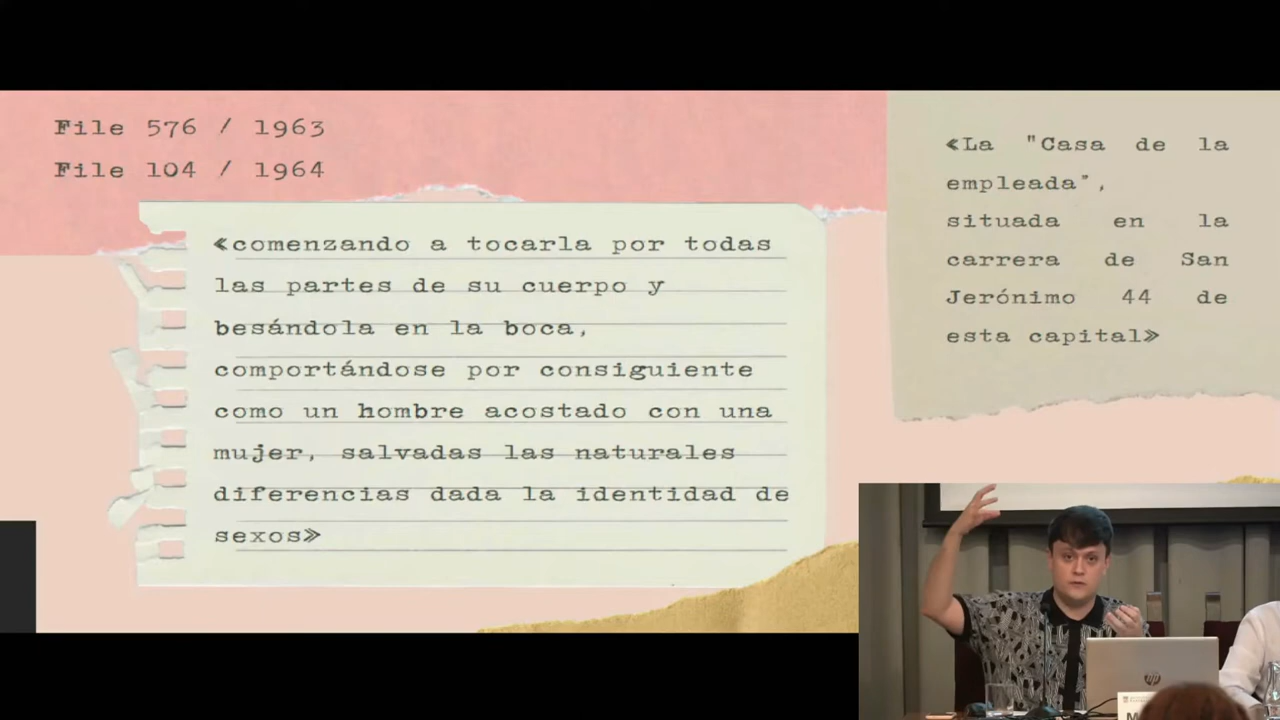 File 576 / 1963
File 104 / 1964
«comenzando a tocarla por todas
las partes de su cuerpo y
besándola en la boca,
comportándose por consiguiente
como un hombre acostado con una
mujer, salvadas las naturales
diferencias dada la identidad de
sexos»
«La "Casa de la
empleada",
situada en la
carrera de San
Jerónimo 44 de
esta capital»
hp